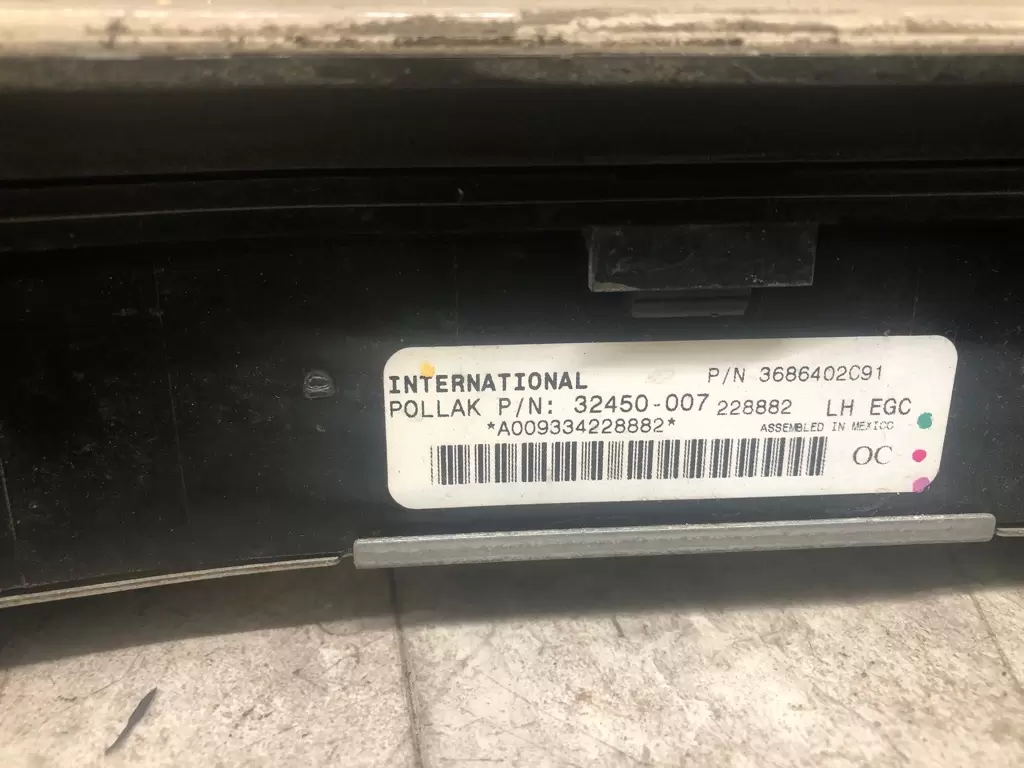 INTERNATIONAL P/N 3686402C91
POLLAK P/N: 32450-007 228882 LH EGC
*A009334228882* ASSEMBLED IN MEXICO
OC